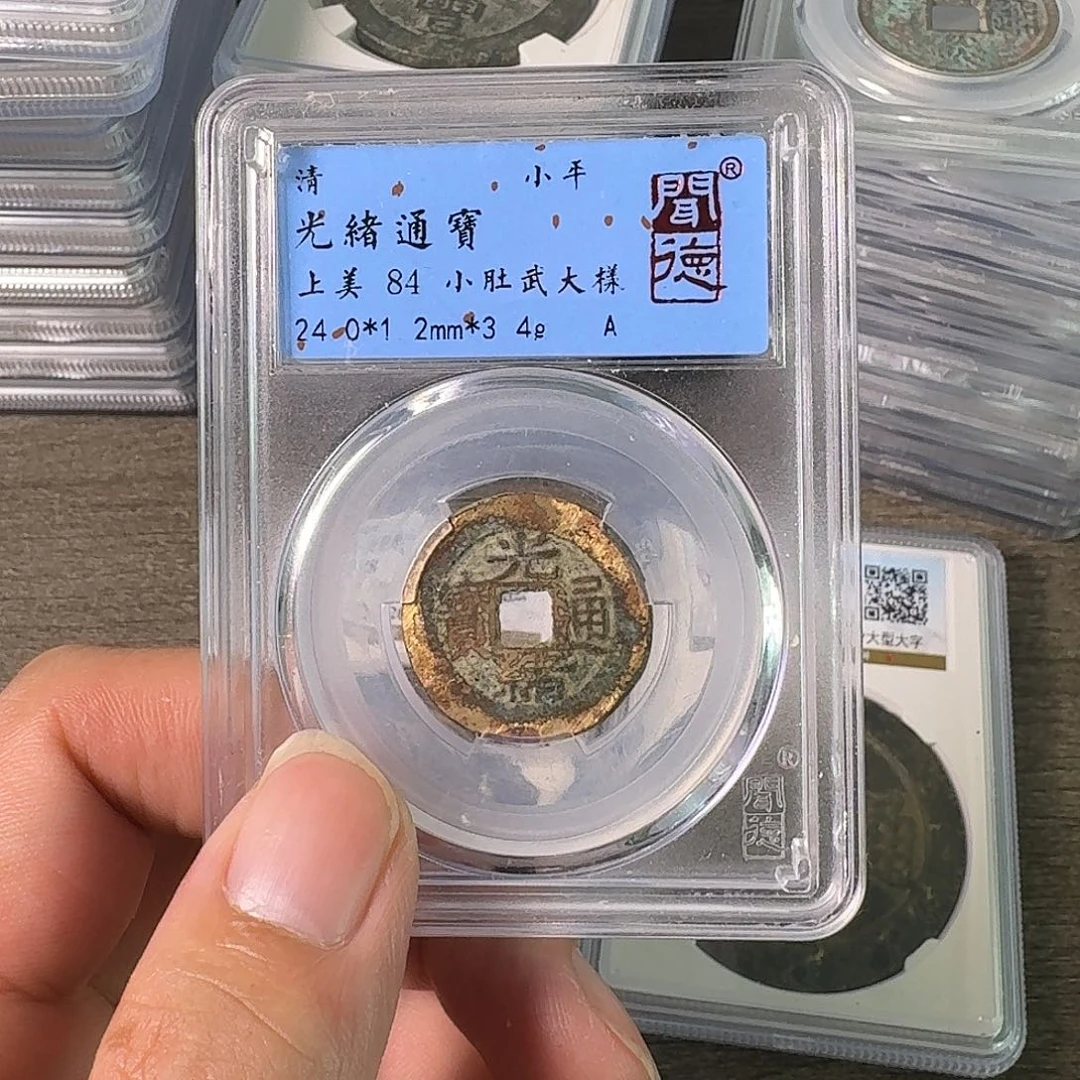 清 小平
光緒通寶
上美 84 小肚武大樣
24.0*1 2mm*3 4g A
聞德®
光
通
寶
緒
®
聞德
大型大字